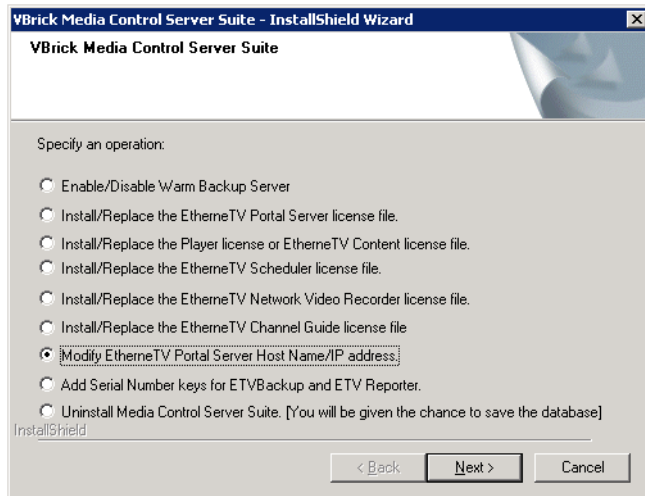 VBrick Media Control Server Suite - InstallShield Wizard
VBrick Media Control Server Suite
Specify an operation:
Enable/Disable Warm Backup Server
Install/Replace the EtherneTV Portal Server license file.
Install/Replace the Player license or EtherneTV Content license file.
Install/Replace the EtherneTV Scheduler license file.
Install/Replace the EtherneTV Network Video Recorder license file.
Install/Replace the EtherneTV Channel Guide license file
Modify EtherneTV Portal Server Host Name/IP address.
Add Serial Number keys for ETVBackup and ETV Reporter.
Uninstall Media Control Server Suite. [You will be given the chance to save the database]
InstallShield
< Back
Next >
Cancel